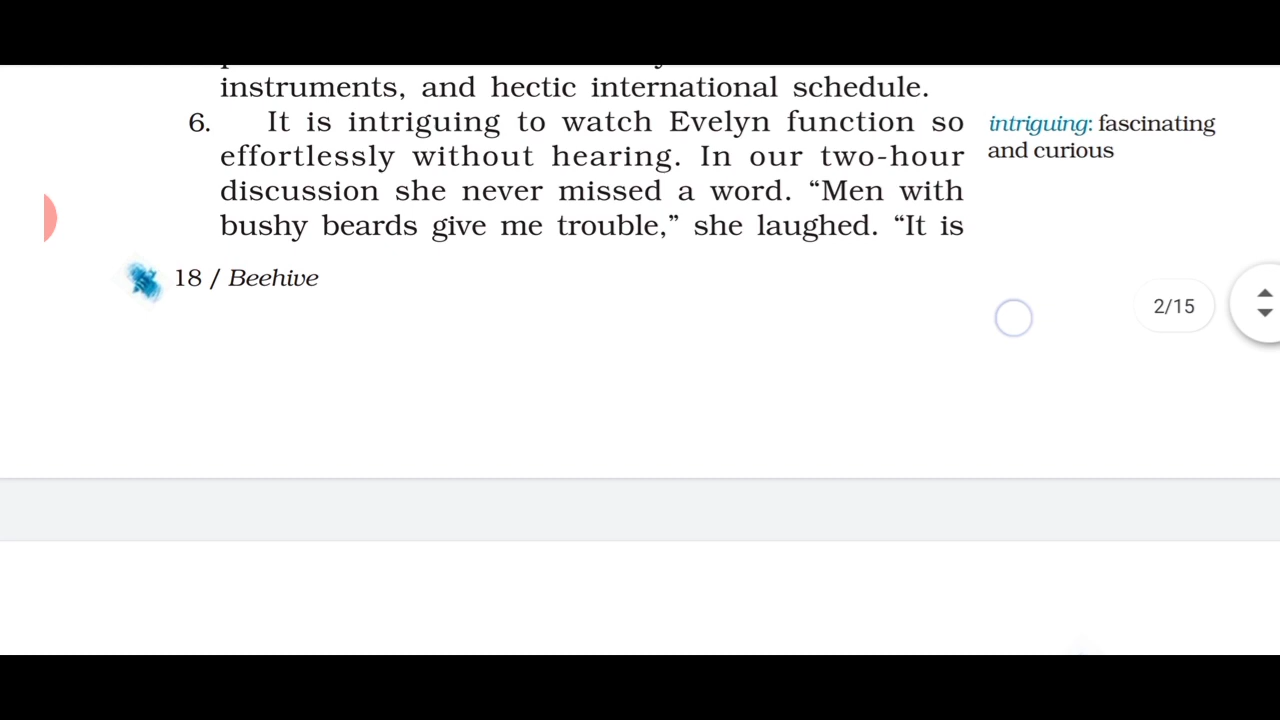 instruments, and hectic international schedule.
6. It is intriguing to watch Evelyn function so
effortlessly without hearing. In our two-hour
discussion she never missed a word. “Men with
bushy beards give me trouble,” she laughed. “It is
intriguing: fascinating
and curious
18 / Beehive
2/15